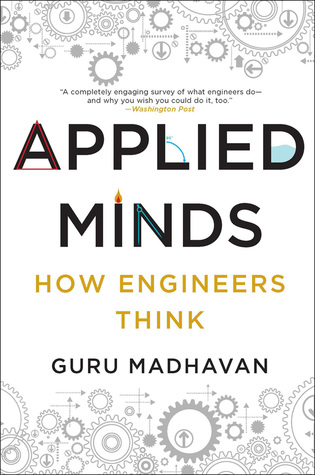 "A completely engaging survey of what engineers do—
and why you wish you could do it, too."
—Washington Post
APPLIED
MINDS
HOW ENGINEERS
THINK
GURU MADHAVAN